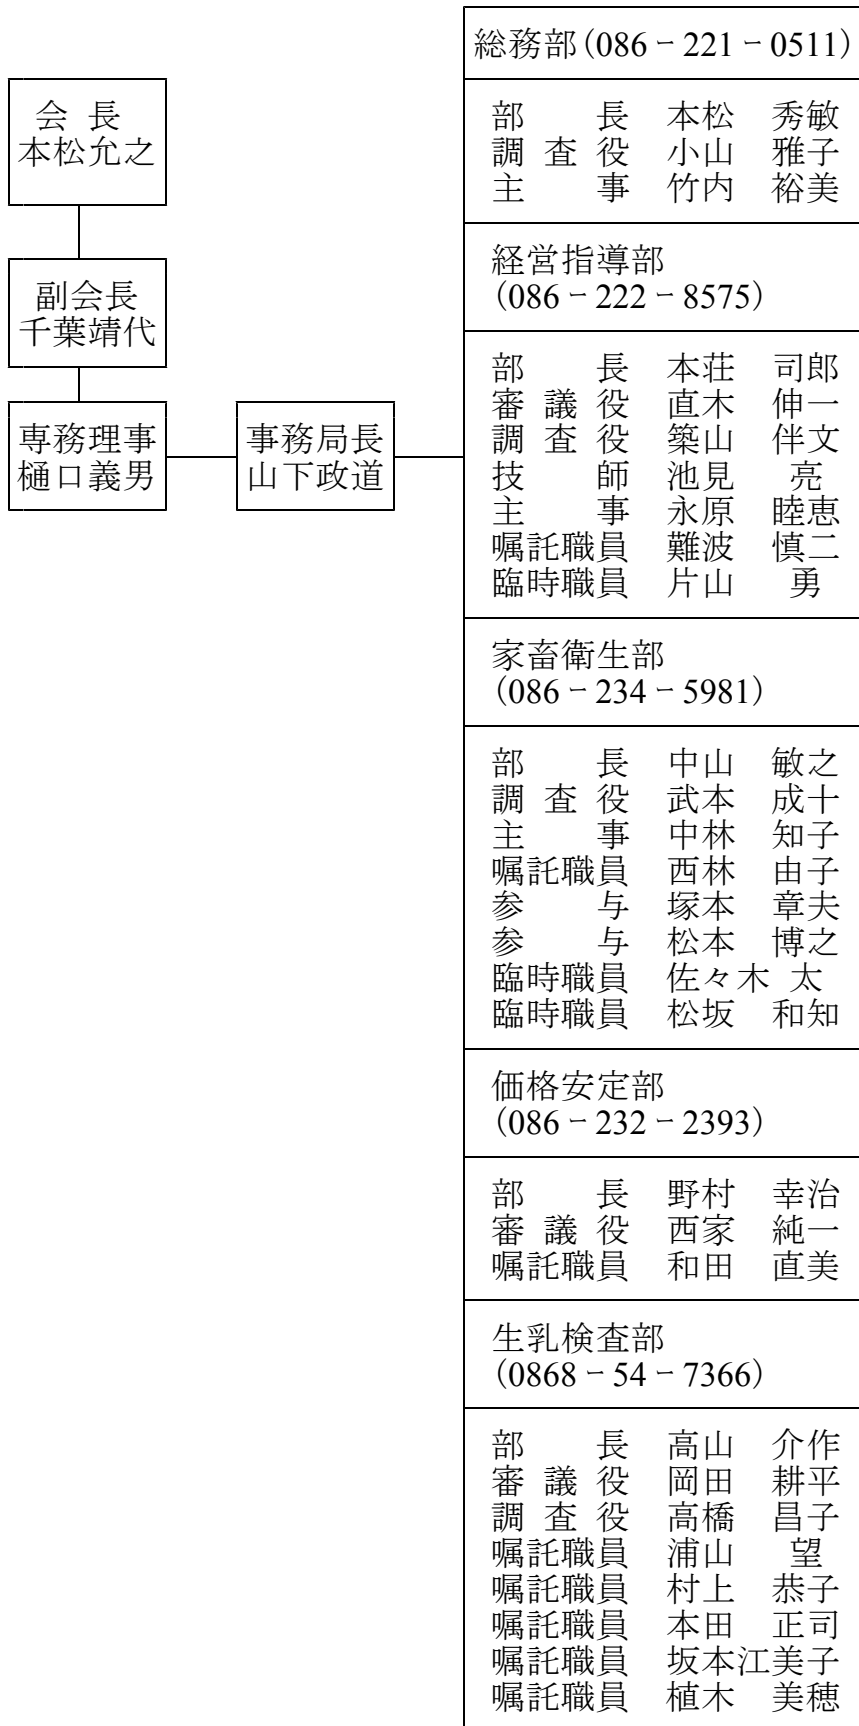 会 長
本松允之
副会長
千葉靖代
専務理事
樋口義男
事務局長
山下政道
総務部(086－221－0511)
部　　長　本松　秀敏
調 査 役　小山　雅子
主　　事　竹内　裕美
経営指導部
(086－222－8575)
部　　長　本荘　司郎
審 議 役　直木　伸一
調 査 役　築山　伴文
技　　師　池見　亮
主　　事　永原　睦恵
嘱託職員　難波　慎二
臨時職員　片山　勇
家畜衛生部
(086－234－5981)
部　　長　中山　敏之
調 査 役　武本　成十
主　　事　中林　知子
嘱託職員　西林　由子
参　　与　塚本　章夫
参　　与　松本　博之
臨時職員　佐々木 太
臨時職員　松坂　和知
価格安定部
(086－232－2393)
部　　長　野村　幸治
審 議 役　西家　純一
嘱託職員　和田　直美
生乳検査部
(0868－54－7366)
部　　長　高山　介作
審 議 役　岡田　耕平
調 査 役　高橋　昌子
嘱託職員　浦山　望
嘱託職員　村上　恭子
嘱託職員　本田　正司
嘱託職員　坂本江美子
嘱託職員　植木　美穂